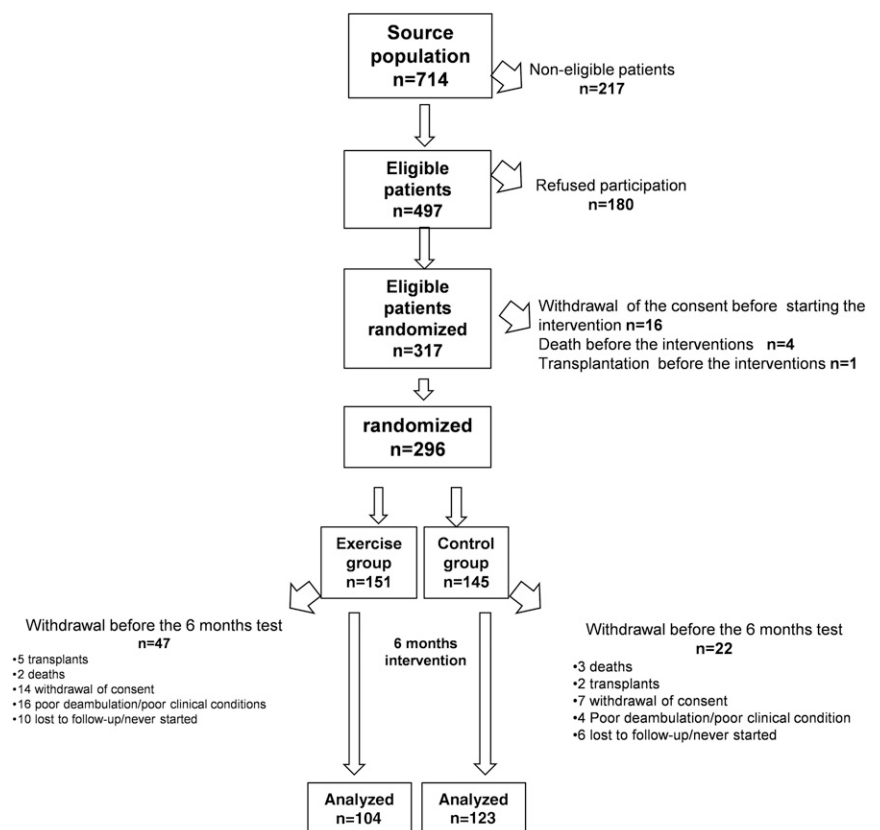 Source
population
n=714
Non-eligible patients
n=217
Eligible
patients
n=497
Refused participation
n=180
Eligible
patients
randomized
n=317
Withdrawal of the consent before starting the
intervention n=16
Death before the interventions n=4
Transplantation before the interventions n=1
randomized
n=296
Exercise
group
n=151
Control
group
n=145
Withdrawal before the 6 months test
n=47
•5 transplants
•2 deaths
•14 withdrawal of consent
•16 poor deambulation/poor clinical conditions
•10 lost to follow-up/never started
6 months
intervention
Withdrawal before the 6 months test
n=22
•3 deaths
•2 transplants
•7 withdrawal of consent
•4 Poor deambulation/poor clinical condition
•6 lost to follow-up/never started
Analyzed
n=104
Analyzed
n=123